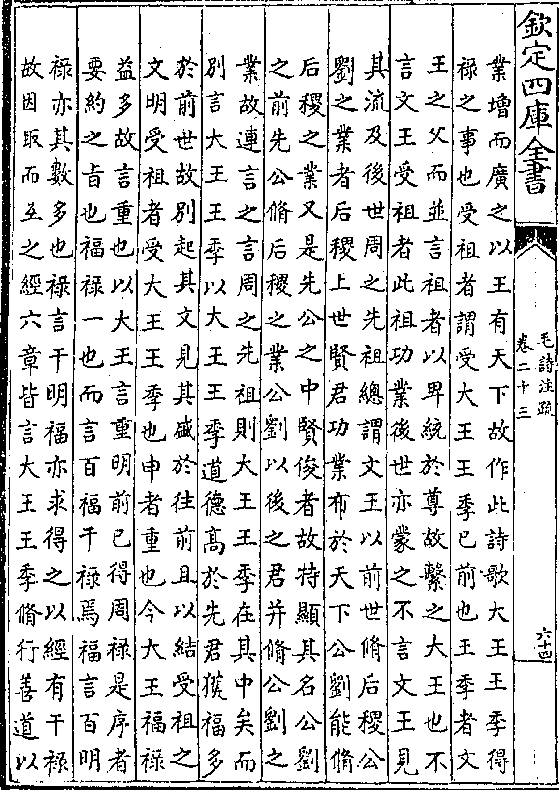 欽定四庫全書
毛詩注疏
卷二十三
六十四
業增而廣之以王有天下故作此詩歌大王王季得
祿之事也受祖者謂受大王王季已前也王季者文
王之父而並言祖者以卑統於尊故繫之大王也不
言文王受祖者此祖功業後世亦蒙之不言文王見
其流及後世周之先祖總謂文王以前世脩后稷公
劉之業者后稷上世賢君功業布於天下公劉能脩
后稷之業又是先公之中賢俊者故特顯其名公劉
之前先公脩后稷之業公劉以後之君并脩公劉之
業故連言之言周之先祖則大王王季在其中矣而
別言大王王季以大王王季道德高於先君獲福多
於前世故別起其文見其盛於往前且以結受祖之
文明受祖者受大王王季也申者重也今大王福祿
益多故言重也以大王言重明前已得周祿是序者
要約之旨也福祿一也而言百福干祿焉福言百明
祿亦其數多也祿言干明福亦求得之以經有干祿
故因取而互之經六章皆言大王王季脩行善道以